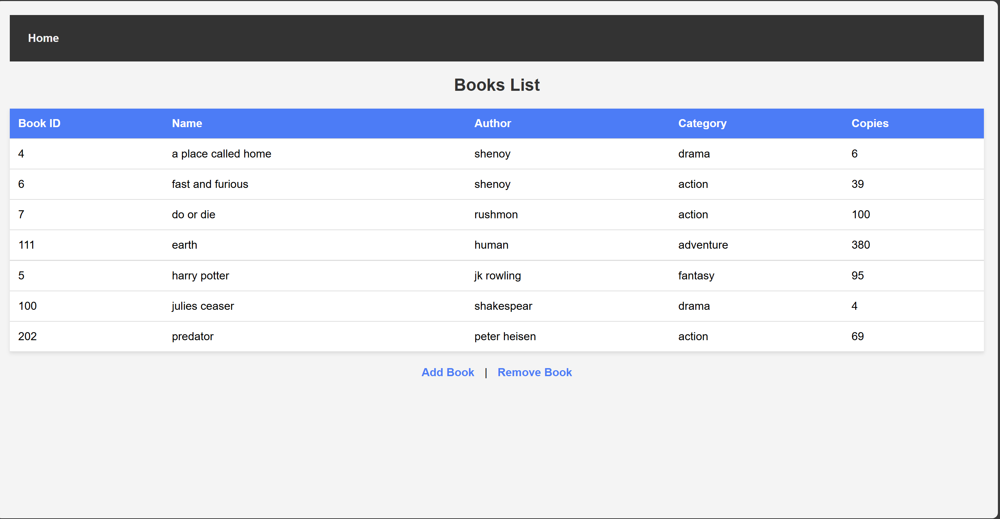 Home
Books List
Book ID Name Author Category Copies
4 a place called home shenoy drama 6
6 fast and furious shenoy action 39
7 do or die rushmon action 100
111 earth human adventure 380
5 harry potter jk rowling fantasy 95
100 julies ceaser shakespear drama 4
202 predator peter heisen action 69
Add Book | Remove Book